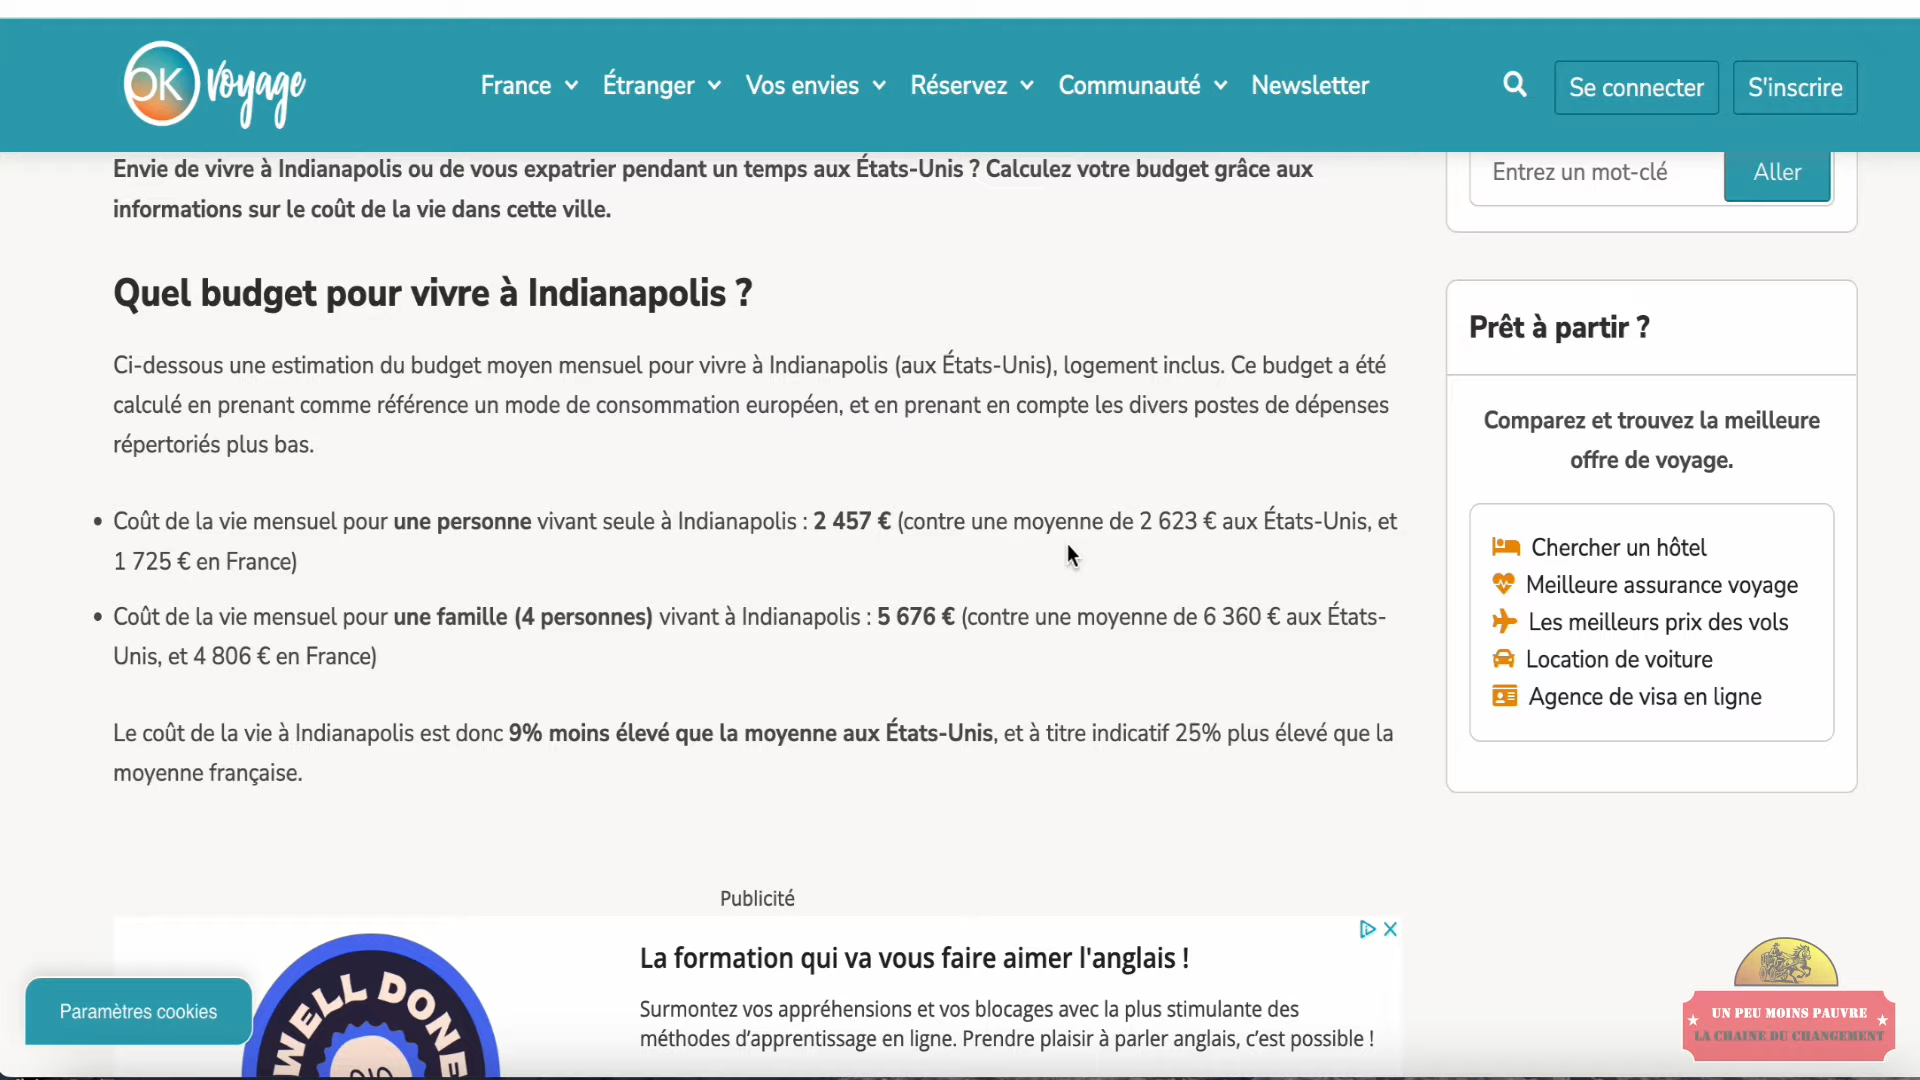 OK Voyage
France
Étranger
Vos envies
Réservez
Communauté
Newsletter
Se connecter
S'inscrire
Envie de vivre à Indianapolis ou de vous expatrier pendant un temps aux États-Unis ? Calculez votre budget grâce aux
informations sur le coût de la vie dans cette ville.
Quel budget pour vivre à Indianapolis ?
Ci-dessous une estimation du budget moyen mensuel pour vivre à Indianapolis (aux États-Unis), logement inclus. Ce budget a été
calculé en prenant comme référence un mode de consommation européen, et en prenant en compte les divers postes de dépenses
répertoriés plus bas.
• Coût de la vie mensuel pour une personne vivant seule à Indianapolis : 2 457 € (contre une moyenne de 2 623 € aux États-Unis, et
1 725 € en France)
• Coût de la vie mensuel pour une famille (4 personnes) vivant à Indianapolis : 5 676 € (contre une moyenne de 6 360 € aux États-
Unis, et 4 806 € en France)
Le coût de la vie à Indianapolis est donc 9% moins élevé que la moyenne aux États-Unis, et à titre indicatif 25% plus élevé que la
moyenne française.
Entrez un mot-clé
Aller
Prêt à partir ?
Comparez et trouvez la meilleure
offre de voyage.
Chercher un hôtel
Meilleure assurance voyage
Les meilleurs prix des vols
Location de voiture
Agence de visa en ligne
Publicité
WELL DONE
La formation qui va vous faire aimer l'anglais !
Surmontez vos appréhensions et vos blocages avec la plus stimulante des
méthodes d'apprentissage en ligne. Prendre plaisir à parler anglais, c'est possible !
Paramètres cookies
UN PEU MOINS PAUVRE
LA CHAINE DU CHANGEMENT